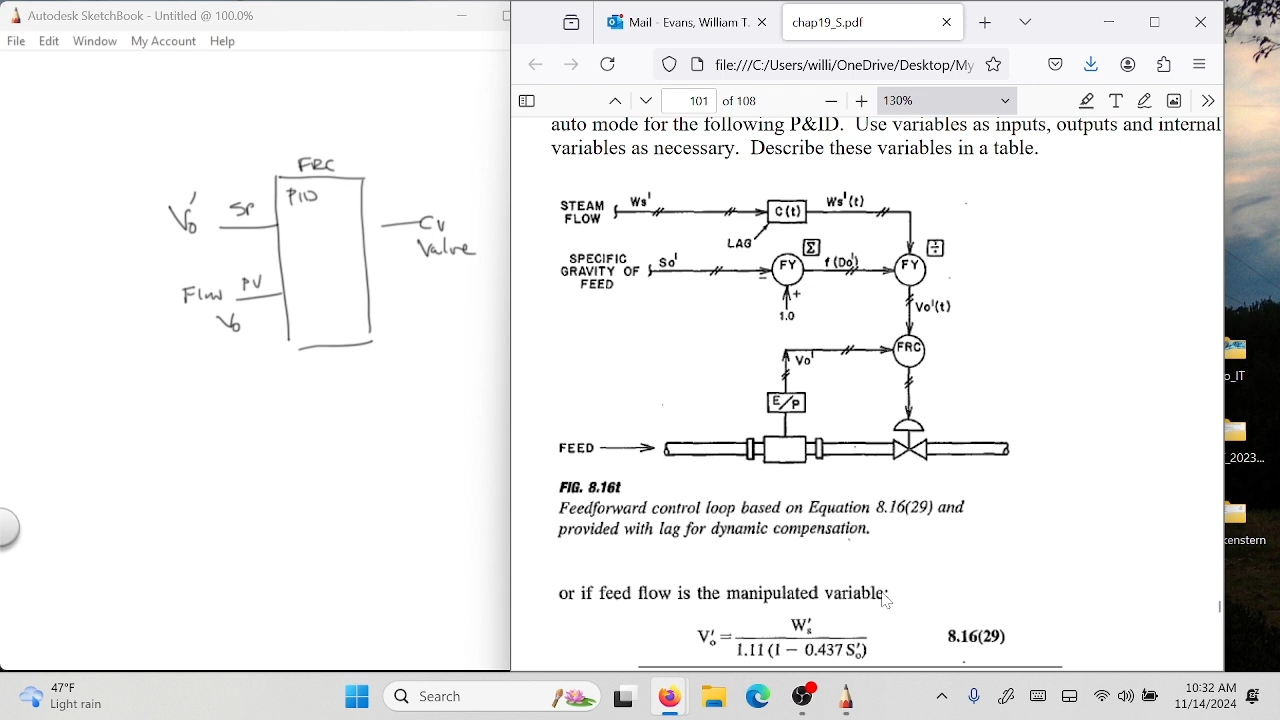 Autodesk SketchBook - Untitled @ 100.0%
File Edit Window My Account Help
FRC
PID
Vo' SP
Cv
Valve
Flow PV
Vo
Mail - Evans, William T.
chap19_S.pdf
file:///C:/Users/willi/OneDrive/Desktop/My
101 of 108
130%
auto mode for the following P&ID. Use variables as inputs, outputs and internal
variables as necessary. Describe these variables in a table.
STEAM FLOW
Ws'
C(t)
Ws'(t)
LAG
Σ
÷
SPECIFIC GRAVITY OF FEED
So'
FY
f(Do')
FY
−
+
1.0
Vo'(t)
Vo'
FRC
E/P
FEED
FIG. 8.16t
Feedforward control loop based on Equation 8.16(29) and
provided with lag for dynamic compensation.
or if feed flow is the manipulated variable:
V'o = W's / 1.11 (1 − 0.437 S'o) 8.16(29)
o_IT
_2023...
kenstern
47°F
Light rain
Search
10:32 AM
11/14/2024